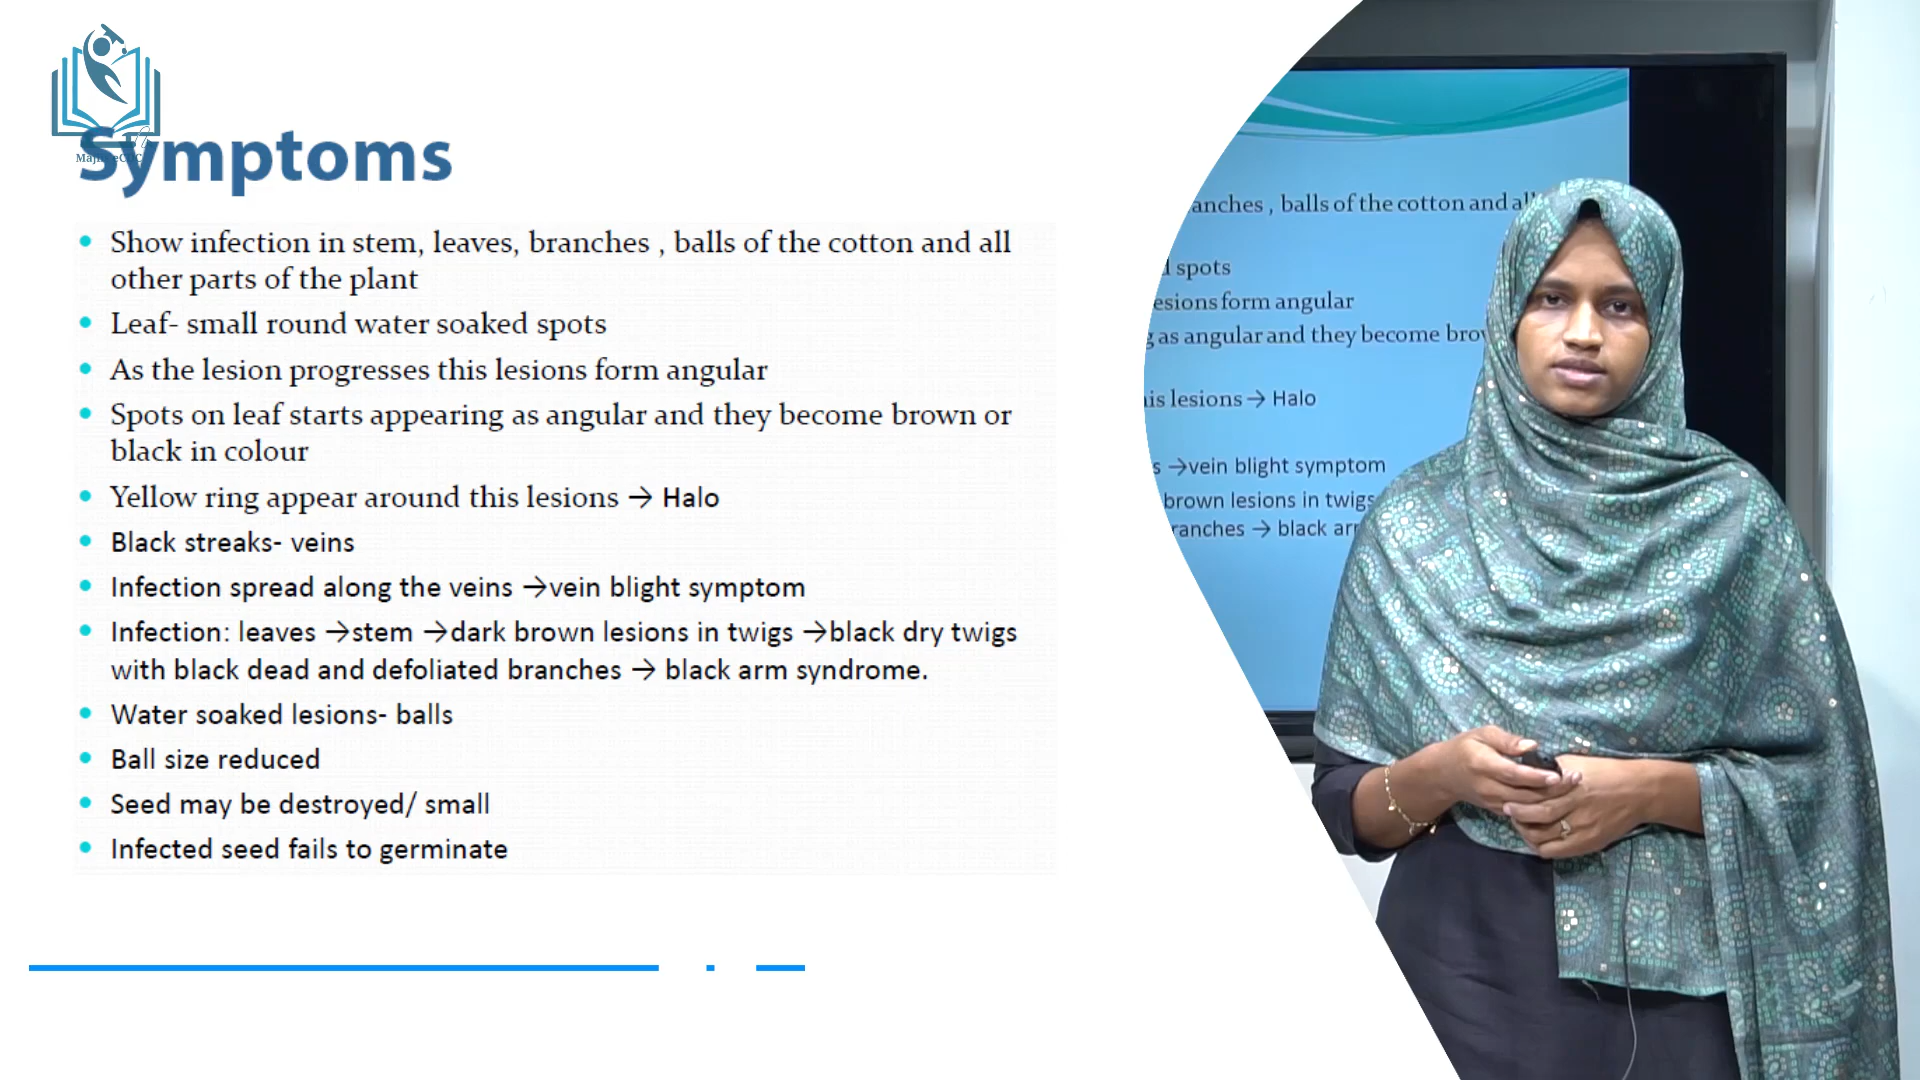 Symptoms
• Show infection in stem, leaves, branches , balls of the cotton and all
other parts of the plant
• Leaf- small round water soaked spots
• As the lesion progresses this lesions form angular
• Spots on leaf starts appearing as angular and they become brown or
black in colour
• Yellow ring appear around this lesions → Halo
• Black streaks- veins
• Infection spread along the veins →vein blight symptom
• Infection: leaves →stem →dark brown lesions in twigs →black dry twigs
with black dead and defoliated branches → black arm syndrome.
• Water soaked lesions- balls
• Ball size reduced
• Seed may be destroyed/ small
• Infected seed fails to germinate
anches , balls of the cotton and all
spots
esions form angular
as angular and they become brow
is lesions → Halo
s →vein blight symptom
brown lesions in twigs
ranches → black arm